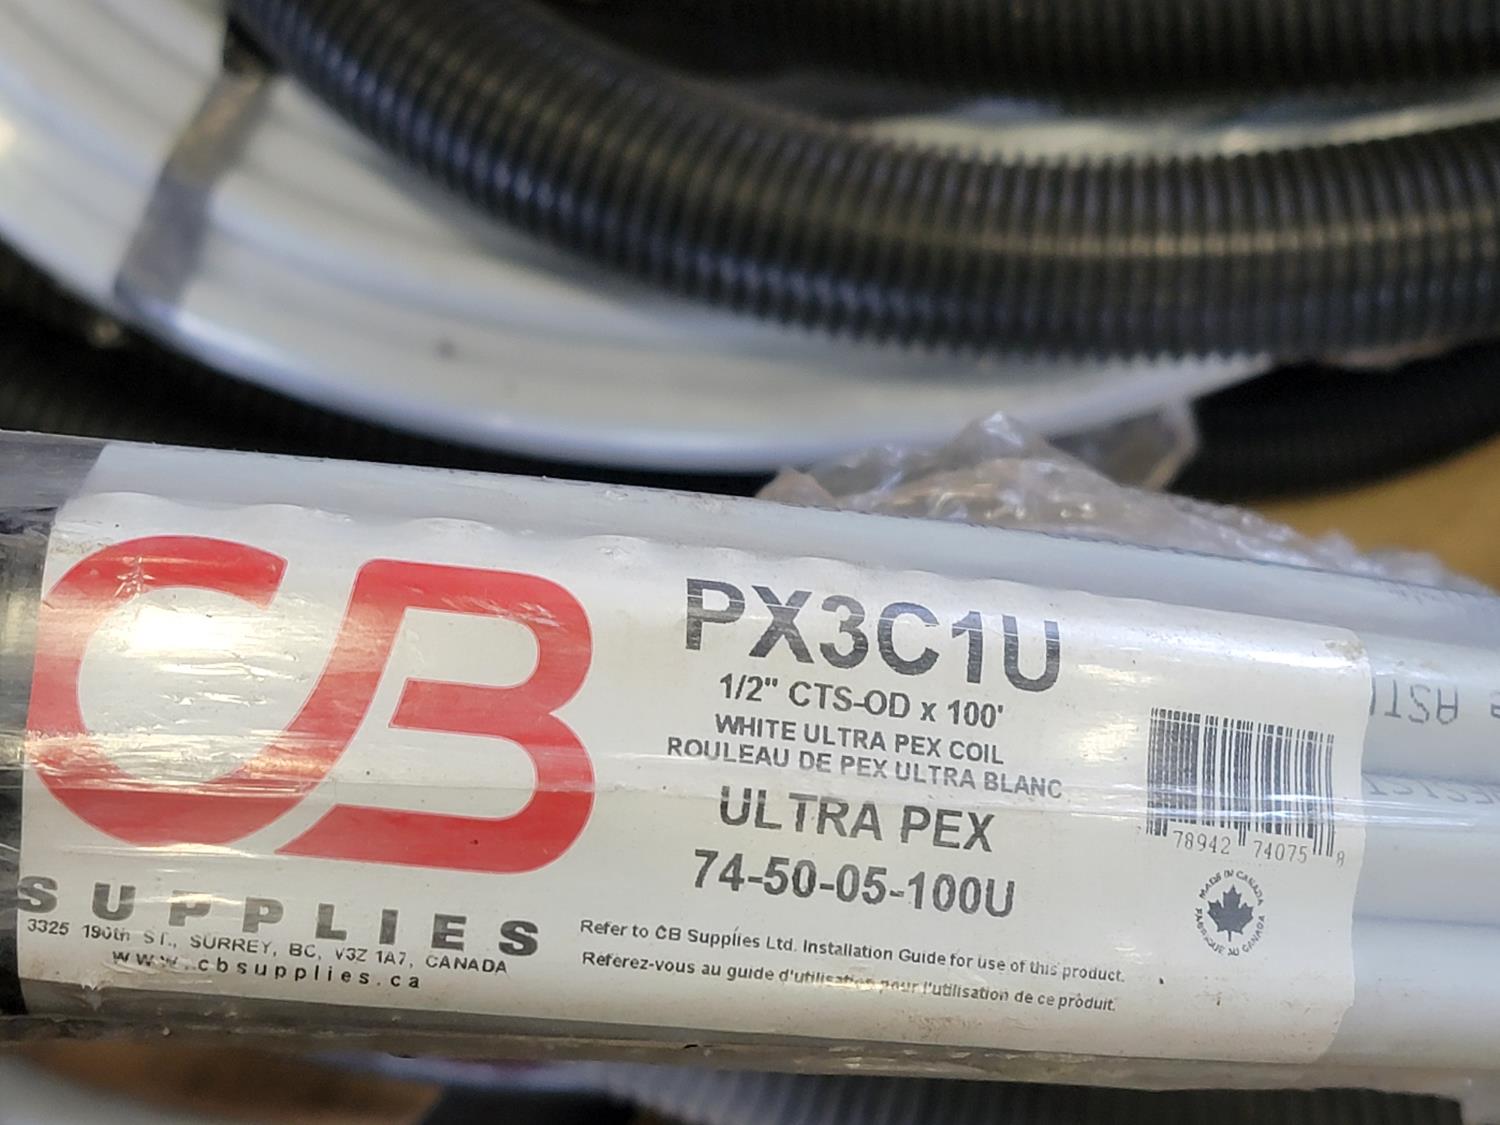 CB
SUPPLIES
3325 190th ST., SURREY, BC, V3Z 1A7, CANADA
www.cbsupplies.ca
PX3C1U
1/2" CTS-OD x 100'
WHITE ULTRA PEX COIL
ROULEAU DE PEX ULTRA BLANC
ULTRA PEX
74-50-05-100U
Refer to CB Supplies Ltd. Installation Guide for use of this product.
Referez-vous au guide d'utilisation pour l'utilisation de ce produit.
78942 74075 8
MADE IN CANADA
FABRIQUE AU CANADA